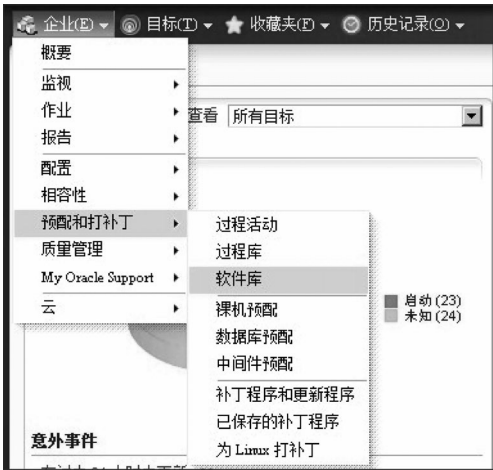 企业(E) 目标(T) 收藏夹(F) 历史记录(O)
概要
监视
作业
查看 所有目标
报告
配置
相容性
预配和打补丁
过程活动
质量管理
过程库
My Oracle Support
软件库
云
裸机预配
启动 (23)
未知 (24)
数据库预配
中间件预配
补丁程序和更新程序
已保存的补丁程序
意外事件
为 Linux 打补丁